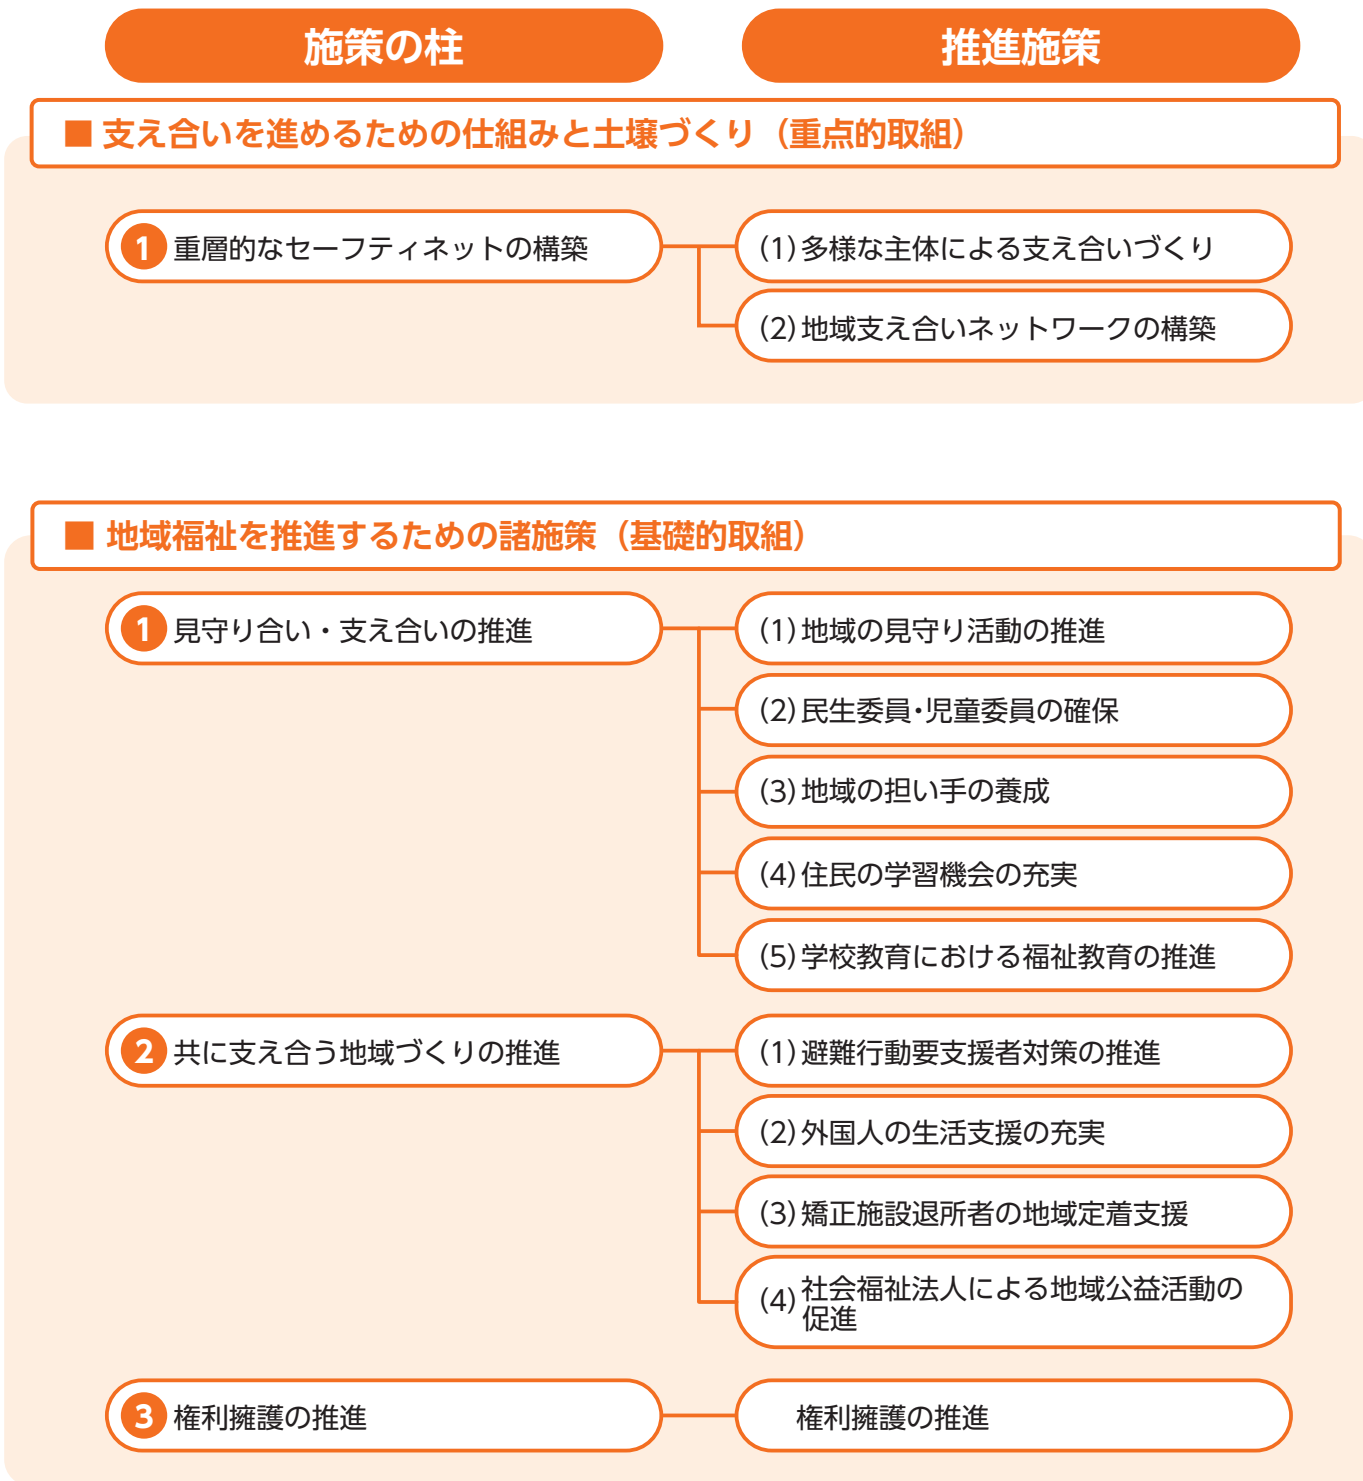 施策の柱
推進施策
■ 支え合いを進めるための仕組みと土壌づくり（重点的取組）
1 重層的なセーフティネットの構築
(1)多様な主体による支え合いづくり
(2)地域支え合いネットワークの構築
■ 地域福祉を推進するための諸施策（基礎的取組）
1 見守り合い・支え合いの推進
(1)地域の見守り活動の推進
(2)民生委員･児童委員の確保
(3)地域の担い手の養成
(4)住民の学習機会の充実
(5)学校教育における福祉教育の推進
2 共に支え合う地域づくりの推進
(1)避難行動要支援者対策の推進
(2)外国人の生活支援の充実
(3)矯正施設退所者の地域定着支援
(4)社会福祉法人による地域公益活動の
促進
3 権利擁護の推進
権利擁護の推進